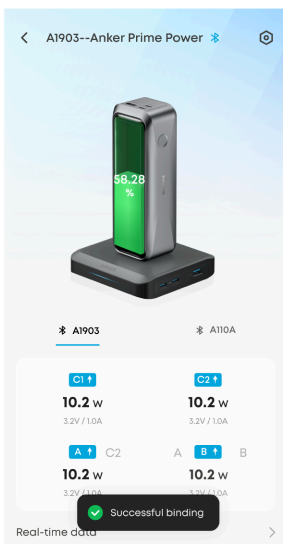 A1903--Anker Prime Power
58.28
%
A1903 A110A
C1 C2
10.2 w 10.2 w
3.2V / 1.0A 3.2V / 1.0A
A C2 A B B
10.2 w 10.2 w
3.2V / 1.0A 3.2V / 1.0A
Successful binding
Real-time data